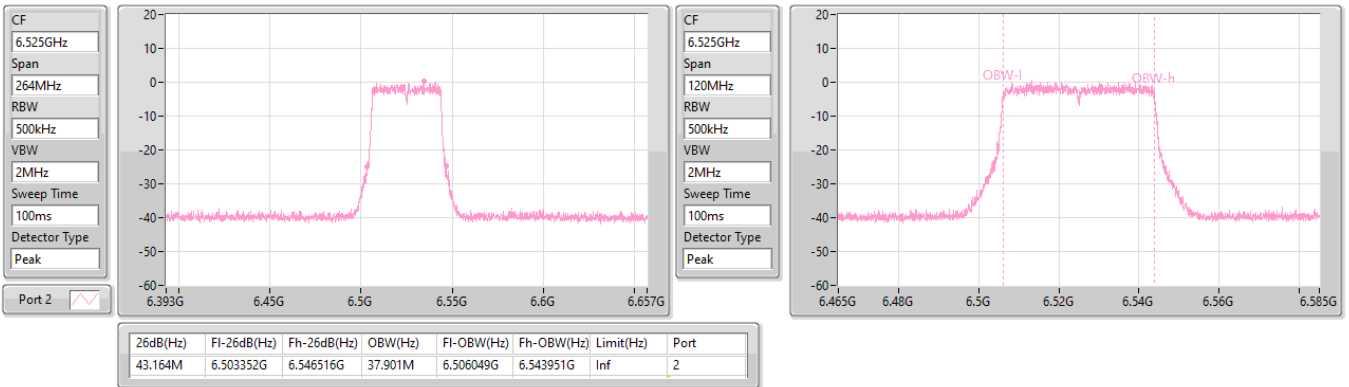 CF
6.525GHz
Span
264MHz
RBW
500kHz
VBW
2MHz
Sweep Time
100ms
Detector Type
Peak
Port 2
20
10
0
-10
-20
-30
-40
-50
-60
6.393G 6.45G 6.5G 6.55G 6.6G 6.657G
CF
6.525GHz
Span
120MHz
RBW
500kHz
VBW
2MHz
Sweep Time
100ms
Detector Type
Peak
20
10
0
-10
-20
-30
-40
-50
-60
OBW-l OBW-h
6.465G 6.48G 6.5G 6.52G 6.54G 6.56G 6.585G
26dB(Hz) Fl-26dB(Hz) Fh-26dB(Hz) OBW(Hz) Fl-OBW(Hz) Fh-OBW(Hz) Limit(Hz) Port
43.164M 6.503352G 6.546516G 37.901M 6.506049G 6.543951G Inf 2